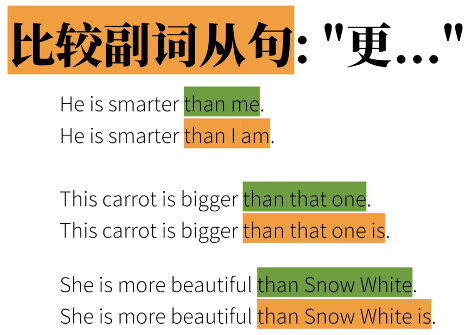 比较副词从句: "更..."
He is smarter than me.
He is smarter than I am.
This carrot is bigger than that one.
This carrot is bigger than that one is.
She is more beautiful than Snow White.
She is more beautiful than Snow White is.